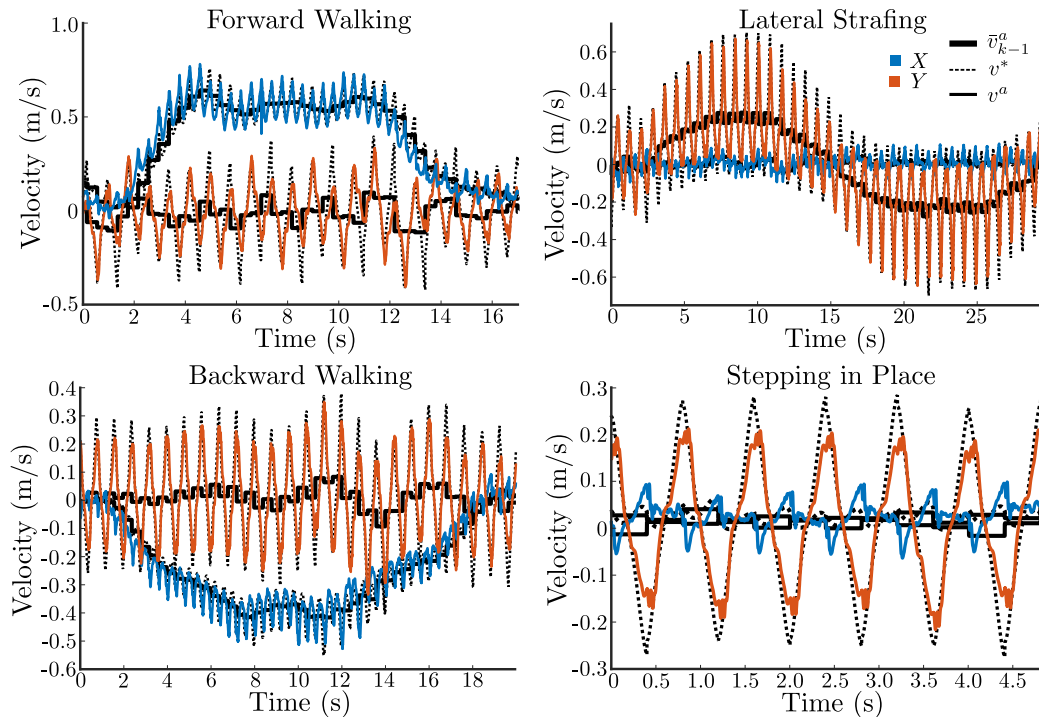 Forward Walking
Velocity (m/s)
1.0
0.5
0
-0.5
0 2 4 6 8 10 12 14 16
Time (s)
Lateral Strafing
Velocity (m/s)
0.6
0.4
0.2
0
-0.2
-0.4
-0.6
0 5 10 15 20 25
Time (s)
X
Y
v̄ᵃₖ₋₁
v*
vᵃ
Backward Walking
Velocity (m/s)
0.4
0.3
0.2
0.1
0
-0.1
-0.2
-0.3
-0.4
-0.5
-0.6
0 2 4 6 8 10 12 14 16 18
Time (s)
Stepping in Place
Velocity (m/s)
0.3
0.2
0.1
0
-0.1
-0.2
-0.3
0 0.5 1.0 1.5 2.0 2.5 3.0 3.5 4.0 4.5
Time (s)